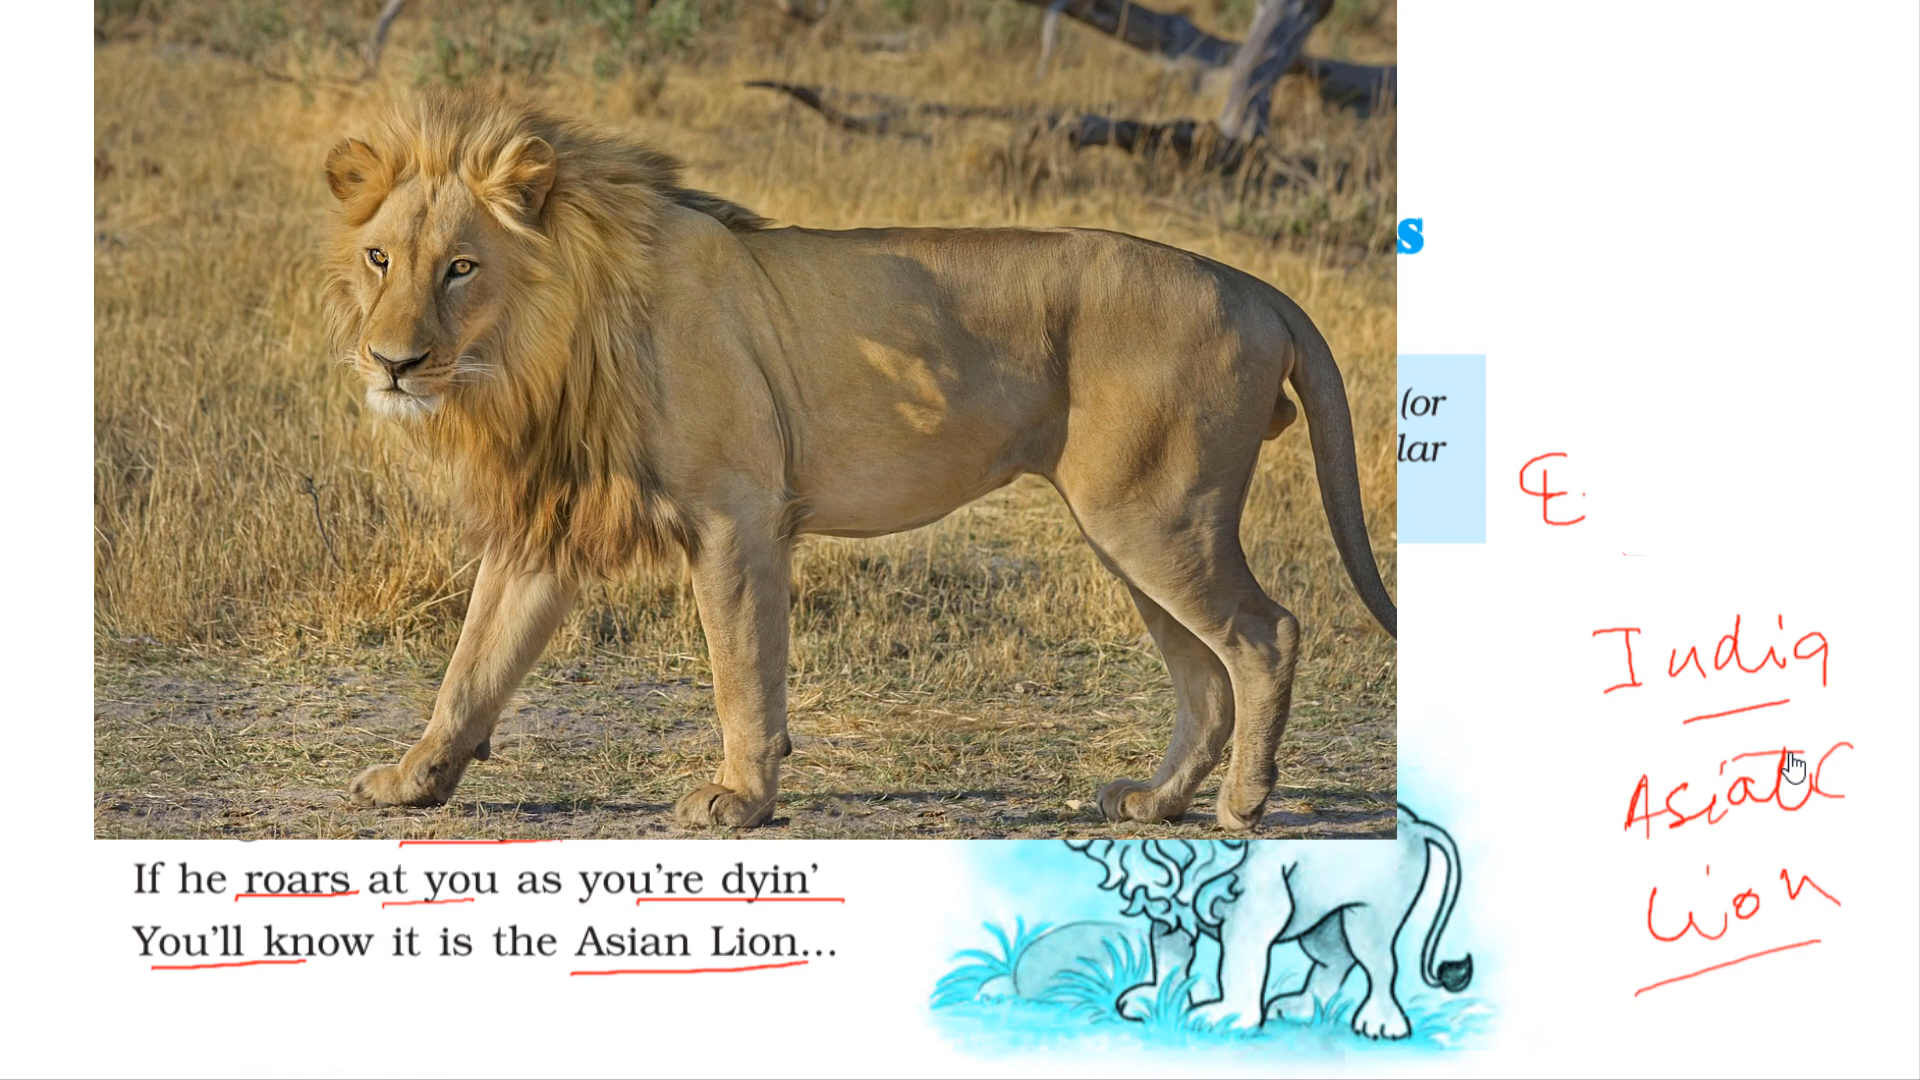 s
(or
lar
India
Asiatic
Lion
If he roars at you as you're dyin'
You'll know it is the Asian Lion...